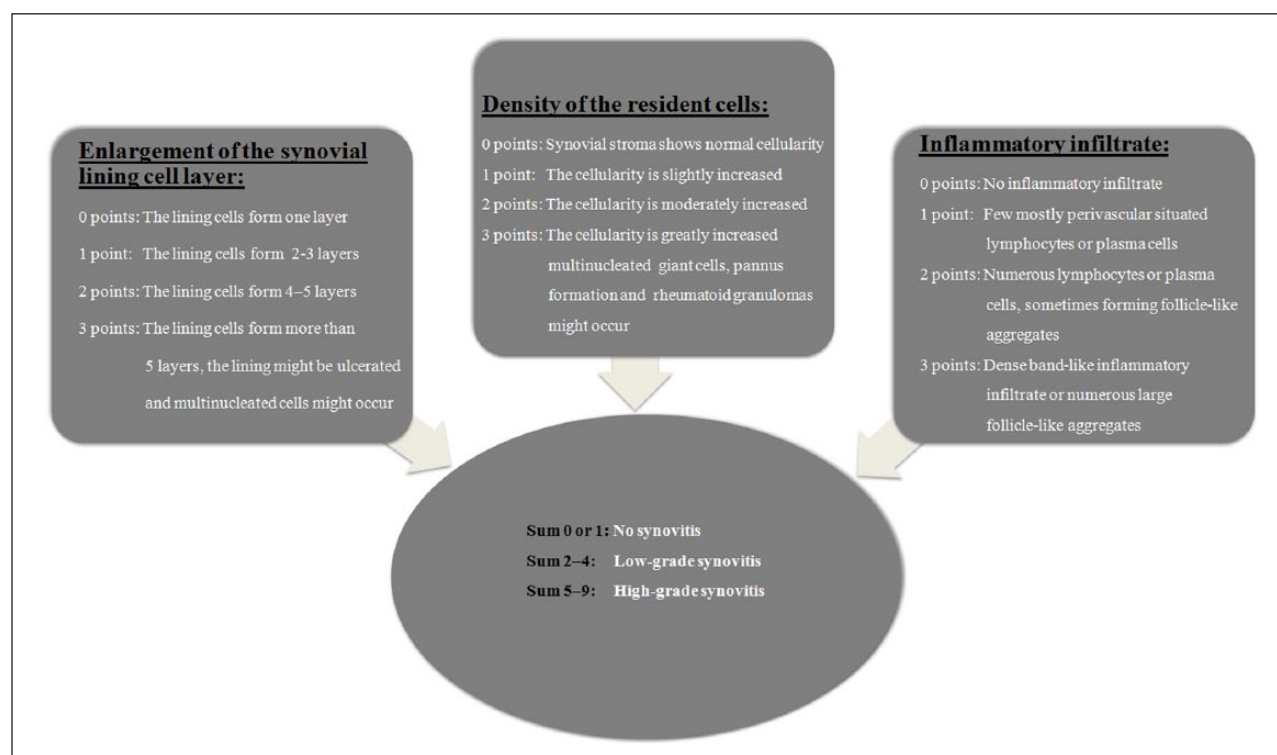 Enlargement of the synovial
lining cell layer:
0 points: The lining cells form one layer
1 point: The lining cells form 2-3 layers
2 points: The lining cells form 4–5 layers
3 points: The lining cells form more than
5 layers, the lining might be ulcerated
and multinucleated cells might occur
Density of the resident cells:
0 points: Synovial stroma shows normal cellularity
1 point: The cellularity is slightly increased
2 points: The cellularity is moderately increased
3 points: The cellularity is greatly increased
multinucleated giant cells, pannus
formation and rheumatoid granulomas
might occur
Inflammatory infiltrate:
0 points: No inflammatory infiltrate
1 point: Few mostly perivascular situated
lymphocytes or plasma cells
2 points: Numerous lymphocytes or plasma
cells, sometimes forming follicle-like
aggregates
3 points: Dense band-like inflammatory
infiltrate or numerous large
follicle-like aggregates
Sum 0 or 1: No synovitis
Sum 2–4: Low-grade synovitis
Sum 5–9: High-grade synovitis